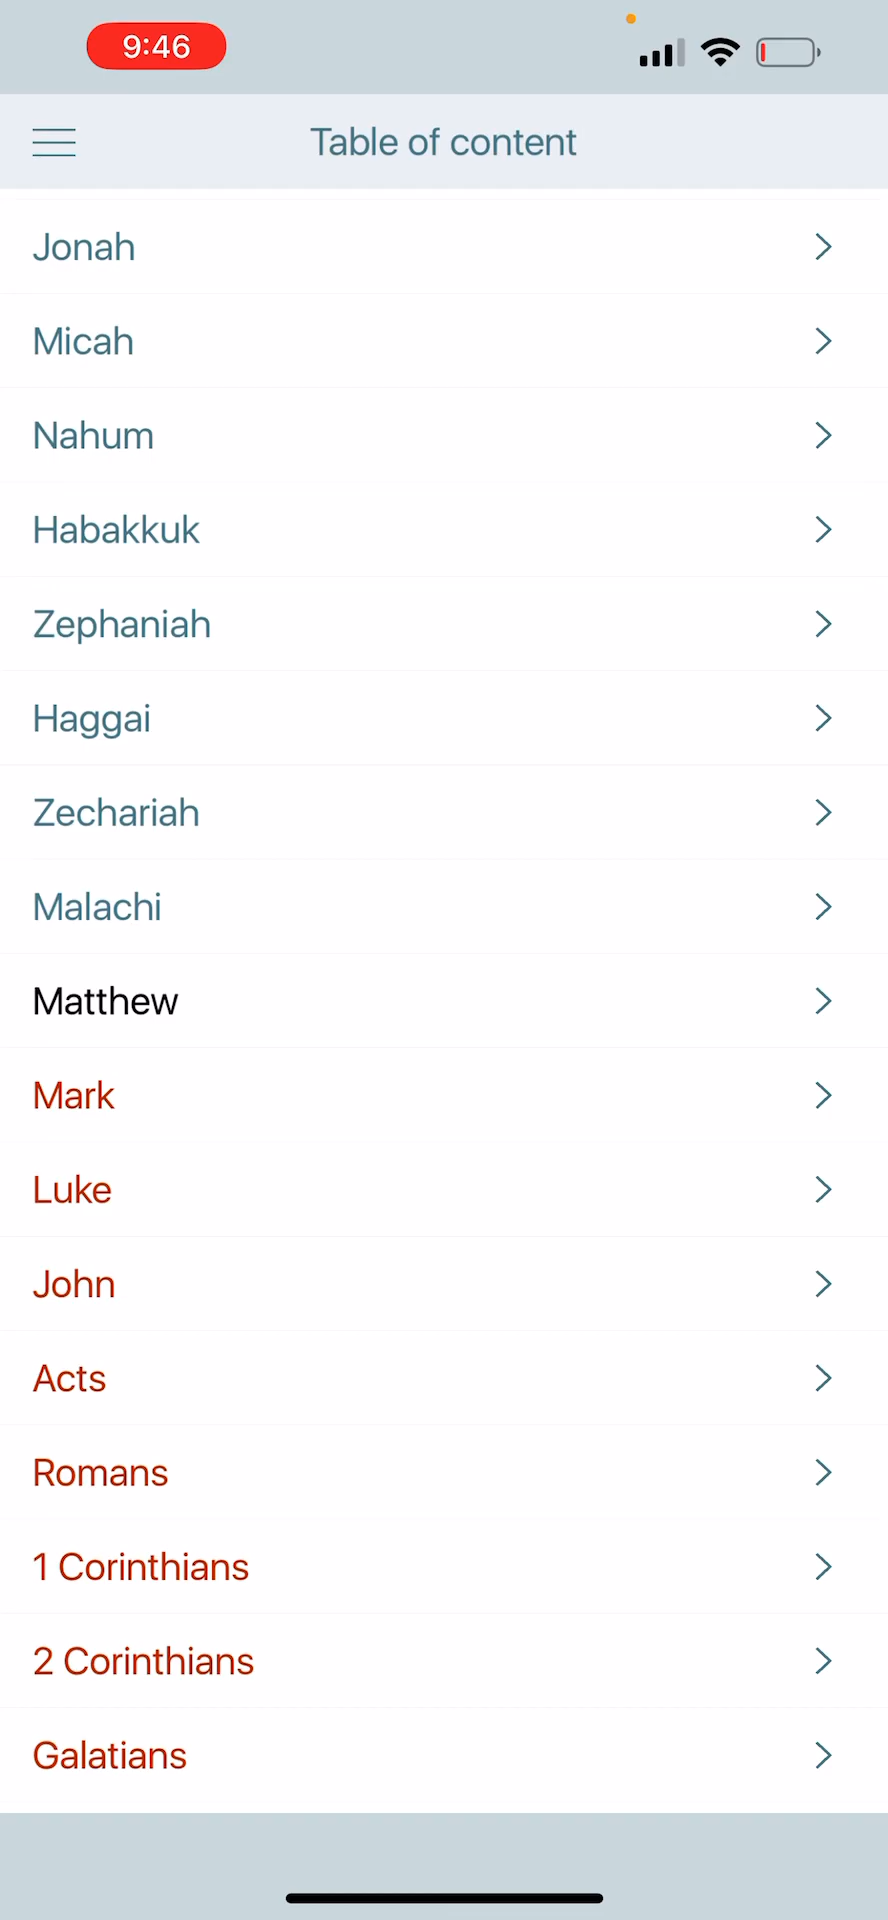 9:46
Table of content
Jonah
Micah
Nahum
Habakkuk
Zephaniah
Haggai
Zechariah
Malachi
Matthew
Mark
Luke
John
Acts
Romans
1 Corinthians
2 Corinthians
Galatians